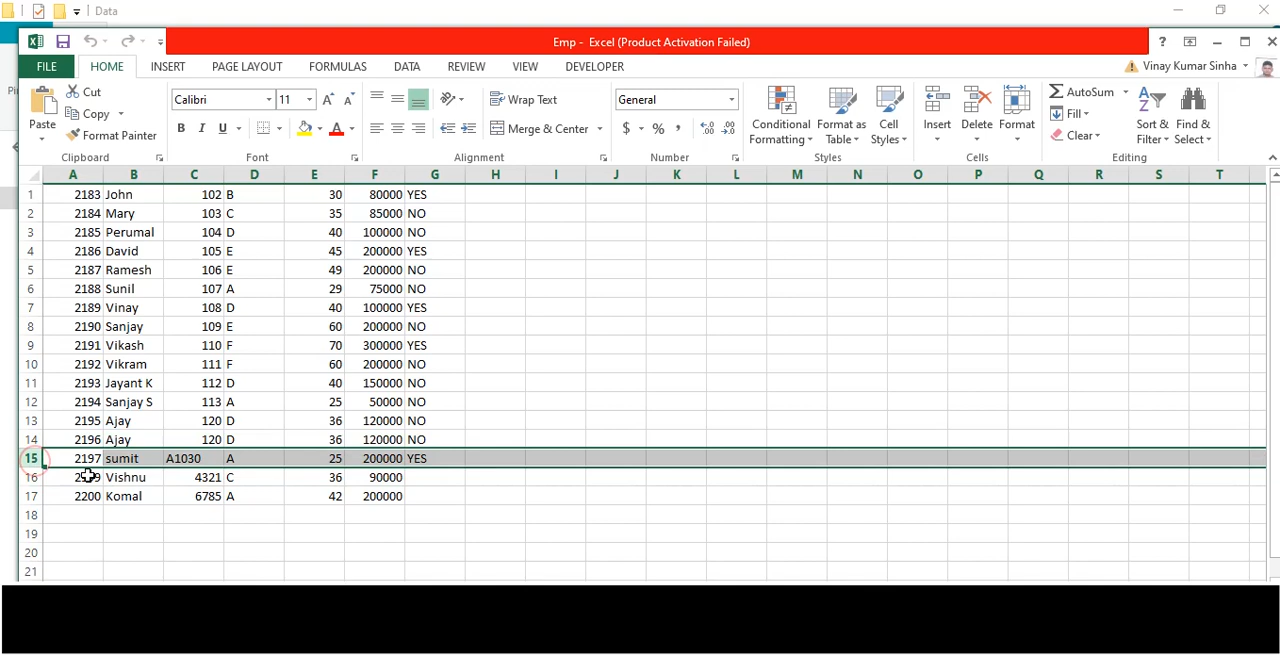 Data
Emp - Excel (Product Activation Failed)
FILE HOME INSERT PAGE LAYOUT FORMULAS DATA REVIEW VIEW DEVELOPER Vinay Kumar Sinha
Cut
Copy
Paste
Format Painter
Clipboard
Calibri 11
B I U
A A
Font
Wrap Text
Merge & Center
Alignment
General
$ % ,
Number
Conditional Formatting
Format as Table
Cell Styles
Styles
Insert
Delete
Format
Cells
AutoSum
Fill
Clear
Sort & Filter
Find & Select
Editing
A B C D E F G H I J K L M N O P Q R S T
1 2183 John 102 B 30 80000 YES
2 2184 Mary 103 C 35 85000 NO
3 2185 Perumal 104 D 40 100000 NO
4 2186 David 105 E 45 200000 YES
5 2187 Ramesh 106 E 49 200000 NO
6 2188 Sunil 107 A 29 75000 NO
7 2189 Vinay 108 D 40 100000 YES
8 2190 Sanjay 109 E 60 200000 NO
9 2191 Vikash 110 F 70 300000 YES
10 2192 Vikram 111 F 60 200000 NO
11 2193 Jayant K 112 D 40 150000 NO
12 2194 Sanjay S 113 A 25 50000 NO
13 2195 Ajay 120 D 36 120000 NO
14 2196 Ajay 120 D 36 120000 NO
15 2197 sumit A1030 A 25 200000 YES
16 Vishnu 4321 C 36 90000
17 2200 Komal 6785 A 42 200000
18
19
20
21